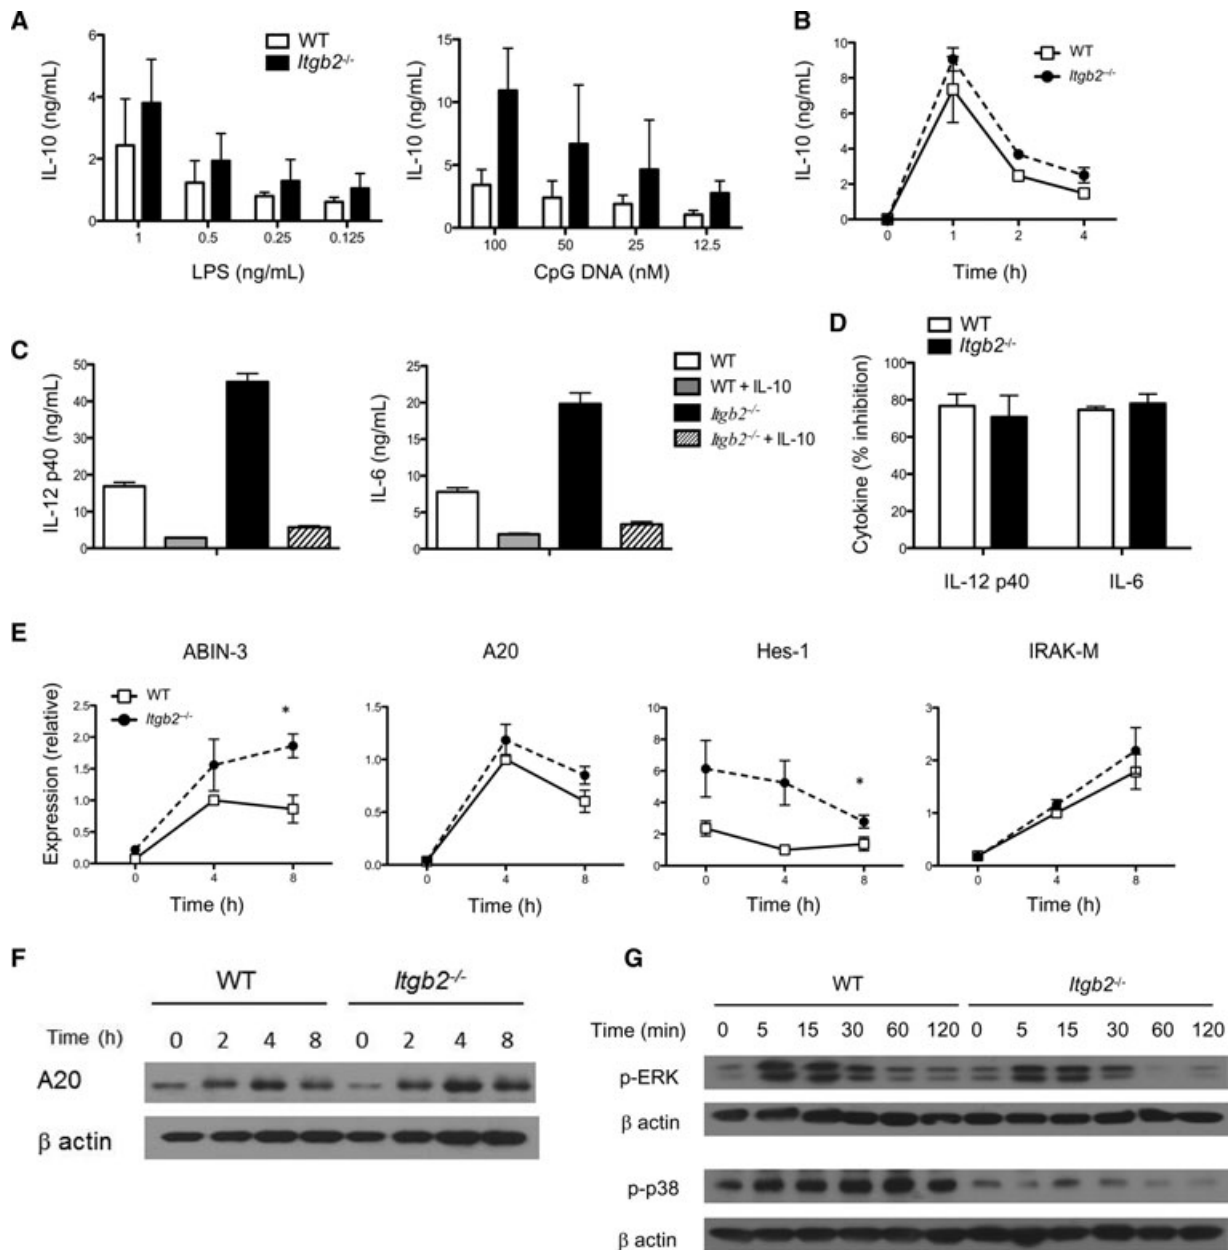 A
IL-10 (ng/mL)
6
4
2
0
WT
Itgb2-/-
1 0.5 0.25 0.125
LPS (ng/mL)
IL-10 (ng/mL)
15
10
5
0
100 50 25 12.5
CpG DNA (nM)
B
IL-10 (ng/mL)
10
8
6
4
2
0
WT
Itgb2-/-
0 1 2 4
Time (h)
C
IL-12 p40 (ng/mL)
50
40
30
20
10
0
IL-6 (ng/mL)
25
20
15
10
5
0
WT
WT + IL-10
Itgb2-/-
Itgb2-/- + IL-10
D
WT
Itgb2-/-
Cytokine (% inhibition)
100
80
60
40
20
0
IL-12 p40 IL-6
E
ABIN-3
Expression (relative)
WT
Itgb2-/-
2.5
2.0
1.5
1.0
0.5
0.0
*
0 4 8
Time (h)
A20
1.5
1.0
0.5
0.0
0 4 8
Time (h)
Hes-1
10
8
6
4
2
0
*
0 4 8
Time (h)
IRAK-M
3
2
1
0
0 4 8
Time (h)
F
WT Itgb2-/-
Time (h) 0 2 4 8 0 2 4 8
A20
β actin
G
WT Itgb2-/-
Time (min) 0 5 15 30 60 120 0 5 15 30 60 120
p-ERK
β actin
p-p38
β actin